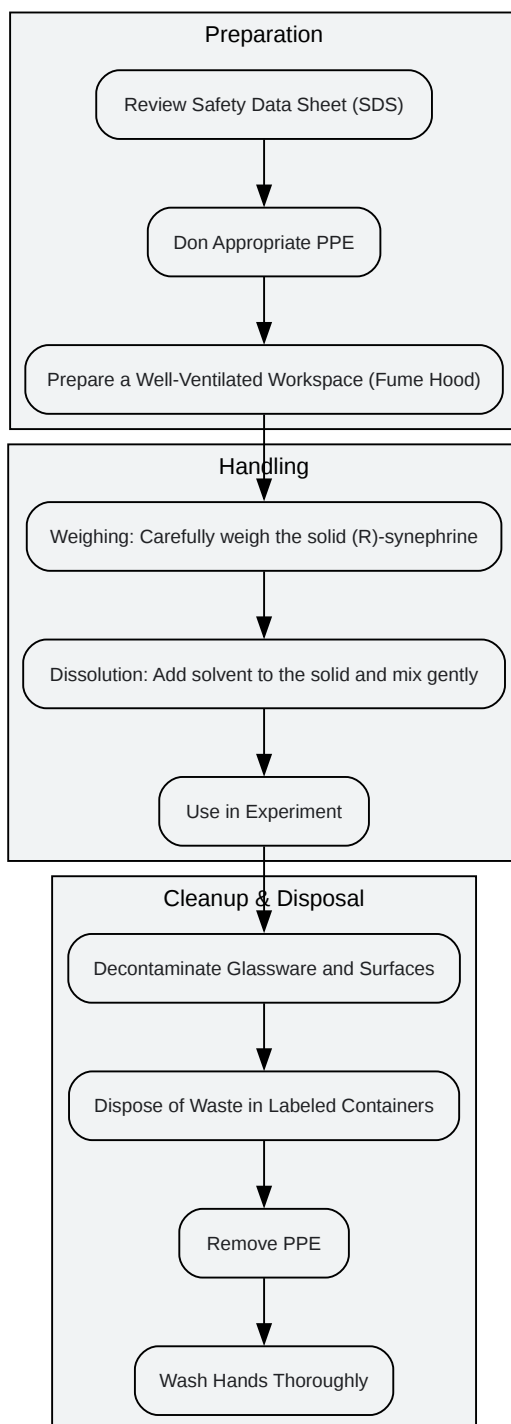 Preparation
Review Safety Data Sheet (SDS)
Don Appropriate PPE
Prepare a Well-Ventilated Workspace (Fume Hood)
Handling
Weighing: Carefully weigh the solid (R)-synephrine
Dissolution: Add solvent to the solid and mix gently
Use in Experiment
Cleanup & Disposal
Decontaminate Glassware and Surfaces
Dispose of Waste in Labeled Containers
Remove PPE
Wash Hands Thoroughly